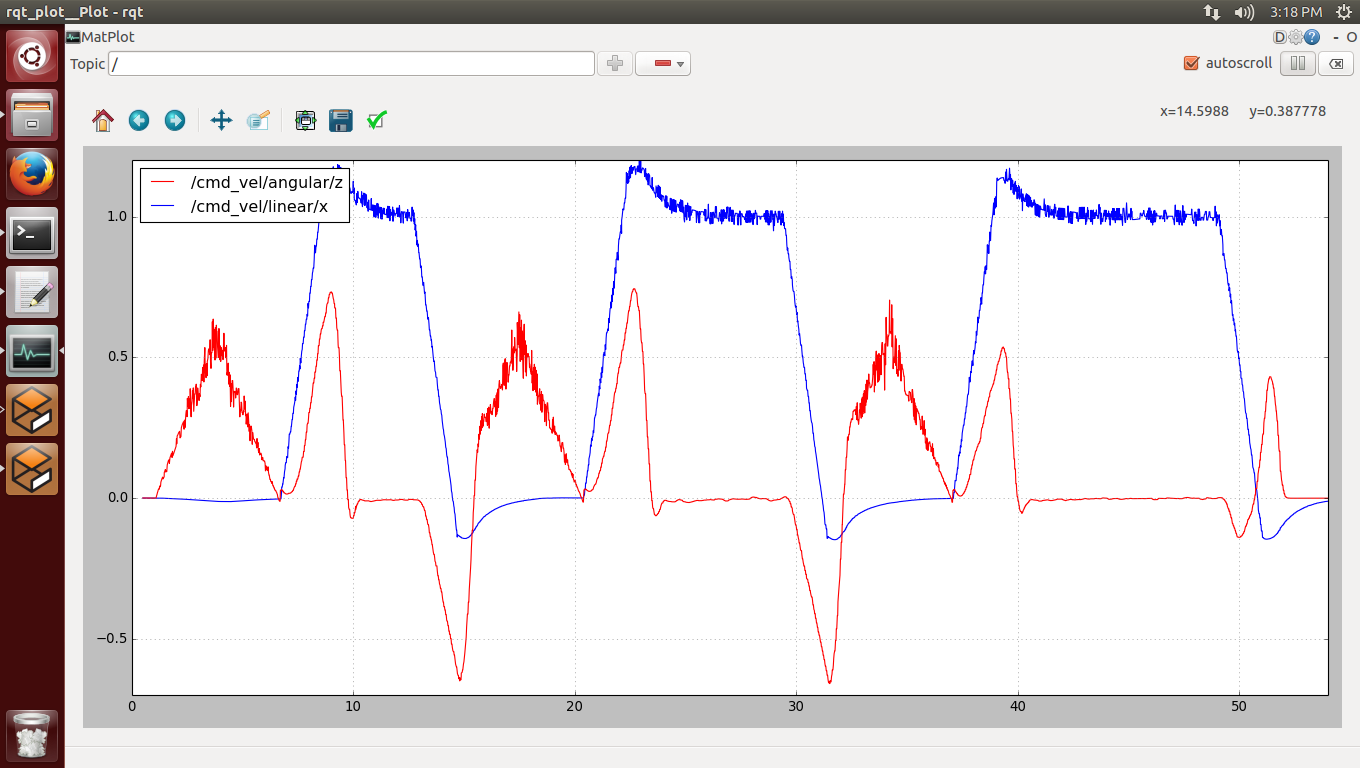 rqt_plot__Plot - rqt
3:18 PM
MatPlot
D
?
- O
Topic /
autoscroll
x=14.5988 y=0.387778
/cmd_vel/angular/z
/cmd_vel/linear/x
1.0
0.5
0.0
−0.5
0 10 20 30 40 50
>_